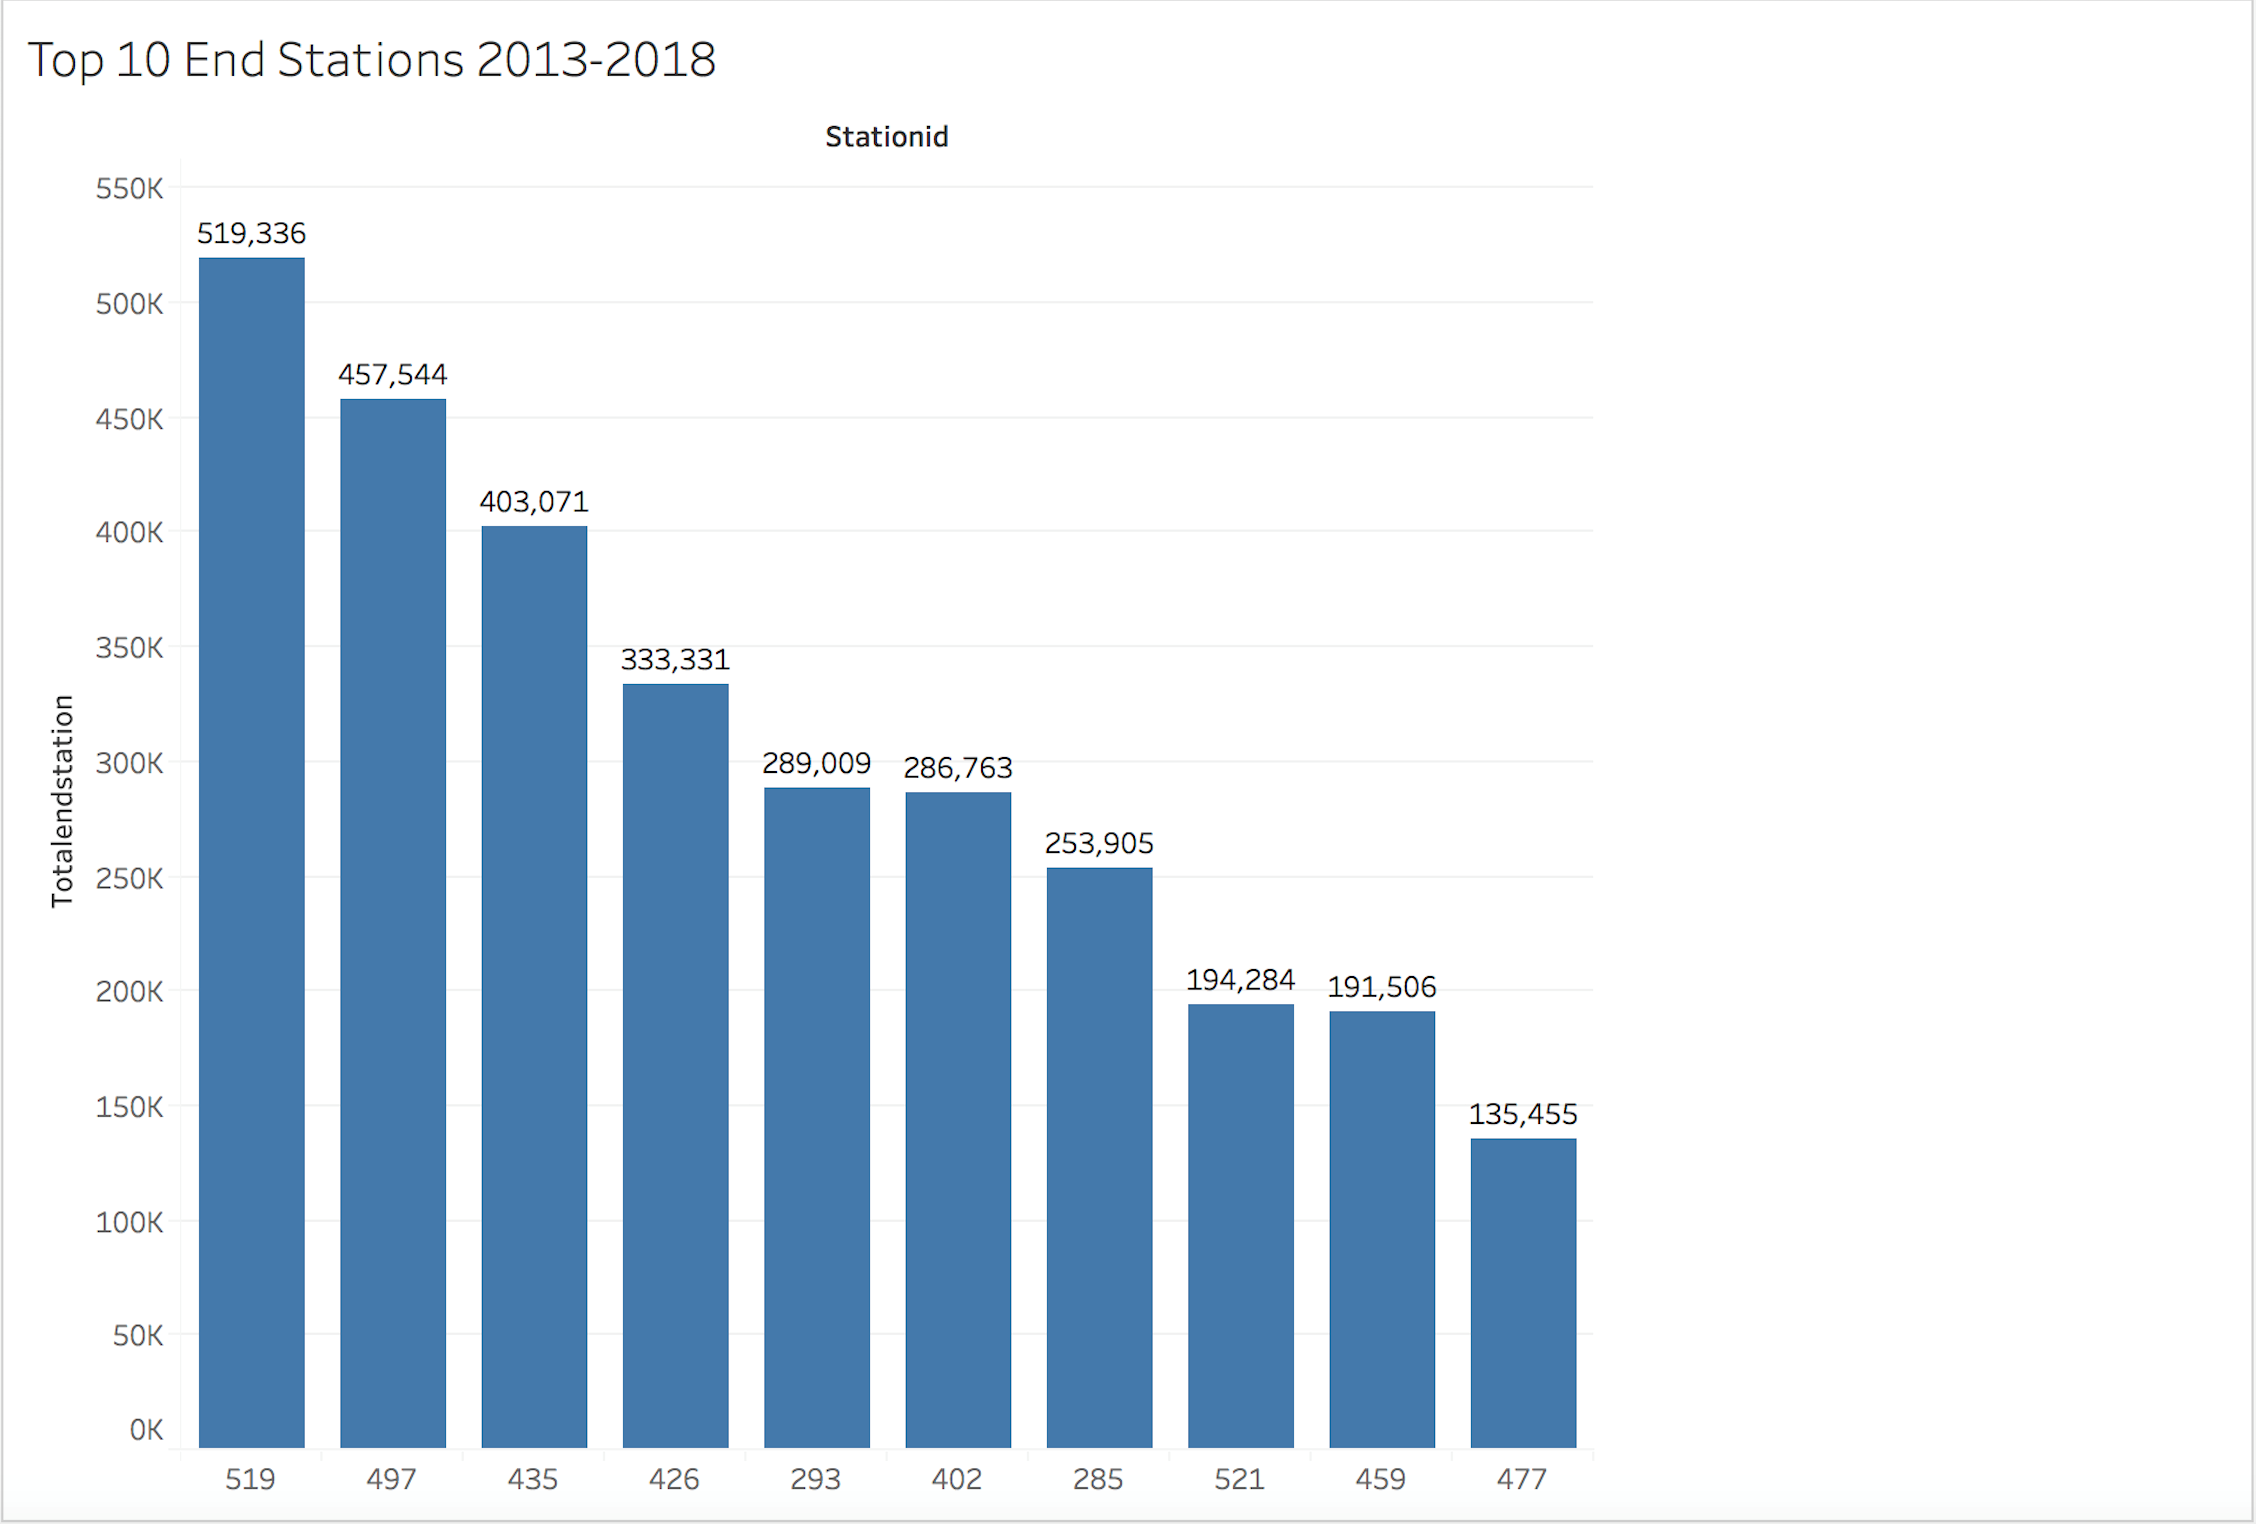 Top 10 End Stations 2013-2018
Stationid
Totalendstation
550K
500K
450K
400K
350K
300K
250K
200K
150K
100K
50K
0K
519,336
457,544
403,071
333,331
289,009
286,763
253,905
194,284
191,506
135,455
519 497 435 426 293 402 285 521 459 477